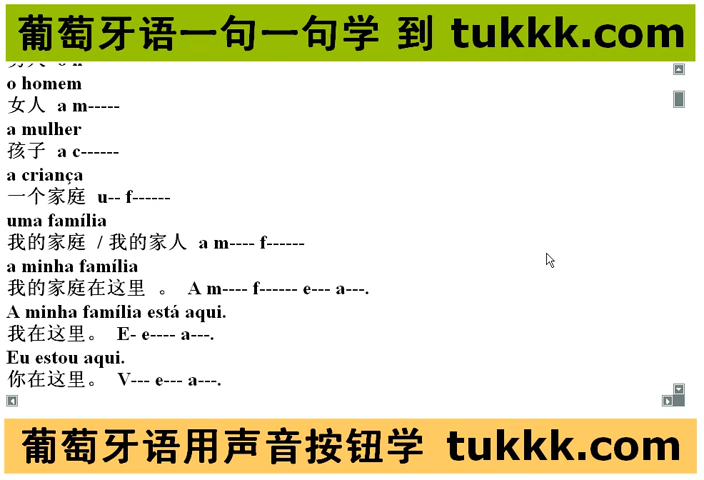 葡萄牙语一句一句学 到 tukkk.com
o homem
女人 a m-----
a mulher
孩子 a c------
a criança
一个家庭 u-- f------
uma família
我的家庭 / 我的家人 a m---- f------
a minha família
我的家庭在这里 。 A m---- f------ e--- a---.
A minha família está aqui.
我在这里。 E- e---- a---.
Eu estou aqui.
你在这里。 V--- e--- a---.
葡萄牙语用声音按钮学 tukkk.com